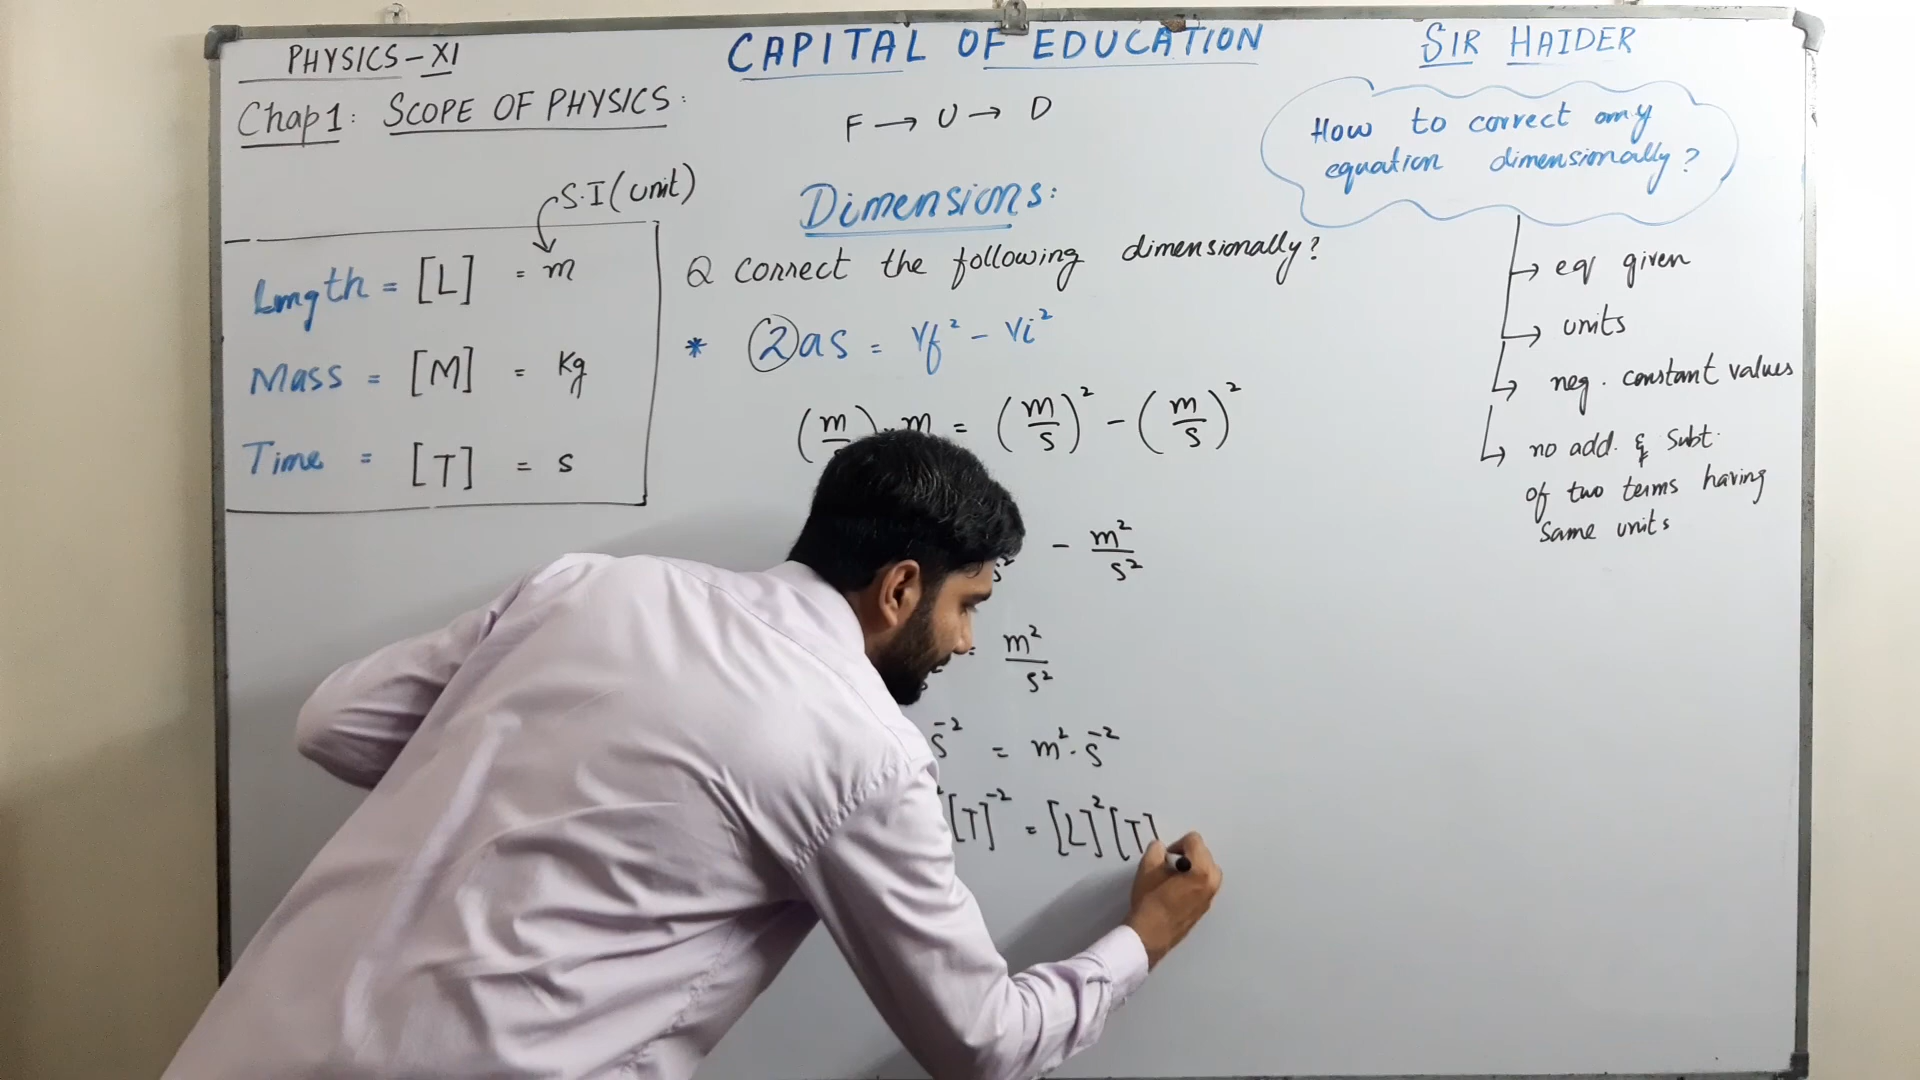 PHYSICS-XI
CAPITAL OF EDUCATION
SIR HAIDER
Chap1: SCOPE OF PHYSICS:
F → U → D
How to correct any
equation dimensionally?
S.I (unit)
Length = [L] = m
Mass = [M] = Kg
Time = [T] = s
Dimensions:
Q Correct the following dimensionally?
* 2as = Vf² - Vi²
(m . m = (m/s)² - (m/s)²
s² - m²/s²
= m²/s²
s⁻² = m².s⁻²
[T]⁻² = [L]²[T]
→ eq given
→ units
→ neg. constant values
→ no add. & Subt.
of two terms having
same units